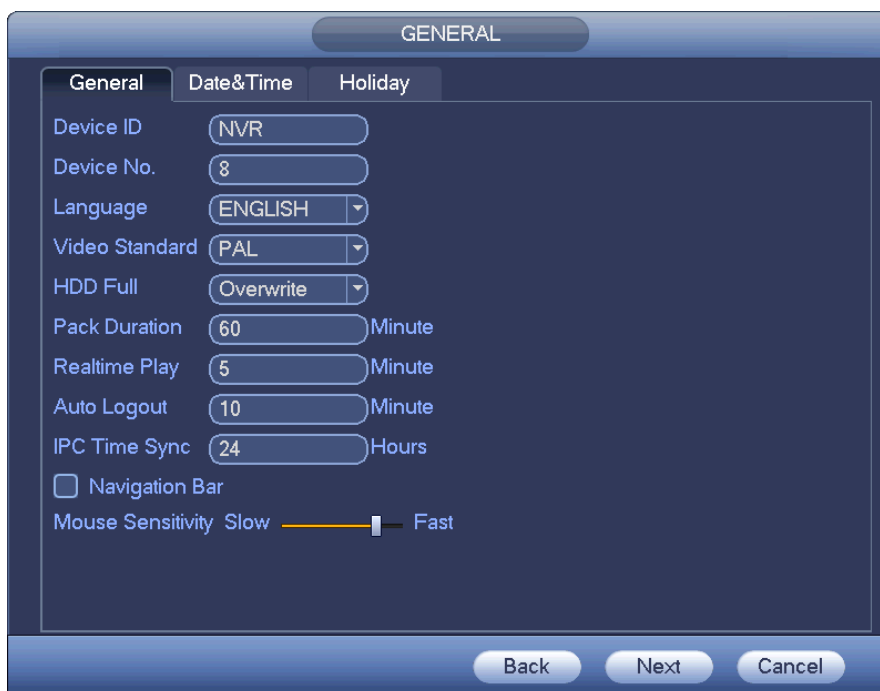 GENERAL
General Date&Time Holiday
Device ID NVR
Device No. 8
Language ENGLISH
Video Standard PAL
HDD Full Overwrite
Pack Duration 60 Minute
Realtime Play 5 Minute
Auto Logout 10 Minute
IPC Time Sync 24 Hours
Navigation Bar
Mouse Sensitivity Slow Fast
Back Next Cancel